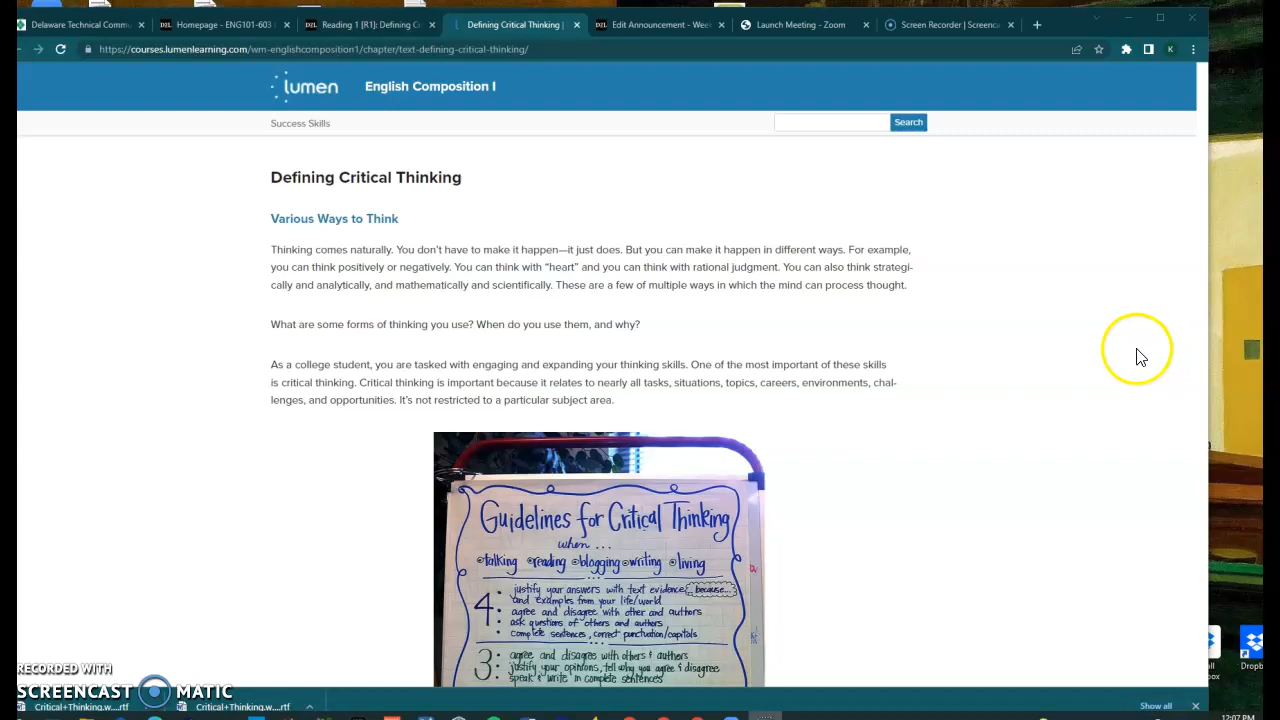 Delaware Technical Commu
Homepage - ENG101-603
Reading 1 [R1]: Defining C
Defining Critical Thinking
Edit Announcement - Wee
Launch Meeting - Zoom
Screen Recorder | Screenca
https://courses.lumenlearning.com/wm-englishcomposition1/chapter/text-defining-critical-thinking/
K
lumen
English Composition I
Success Skills
Search
Defining Critical Thinking
Various Ways to Think
Thinking comes naturally. You don't have to make it happen—it just does. But you can make it happen in different ways. For example,
you can think positively or negatively. You can think with “heart” and you can think with rational judgment. You can also think strategi-
cally and analytically, and mathematically and scientifically. These are a few of multiple ways in which the mind can process thought.
What are some forms of thinking you use? When do you use them, and why?
As a college student, you are tasked with engaging and expanding your thinking skills. One of the most important of these skills
is critical thinking. Critical thinking is important because it relates to nearly all tasks, situations, topics, careers, environments, chal-
lenges, and opportunities. It's not restricted to a particular subject area.
Guidelines for Critical Thinking
when ...
talking reading blogging writing living
4: justify your answers with text evidence (because...)
and examples from your life/world
agree and disagree with other and authors
ask questions of others and authors
complete sentences, correct punctuation/capitals
3: agree and disagree with others & authors
justify your opinions, tell why you agree & disagree
speak & write in complete sentences
RECORDED WITH
SCREENCAST MATIC
Critical+Thinking.w....rtf
Critical+Thinking.w....rtf
Show all
Dropb
box
12:07 PM